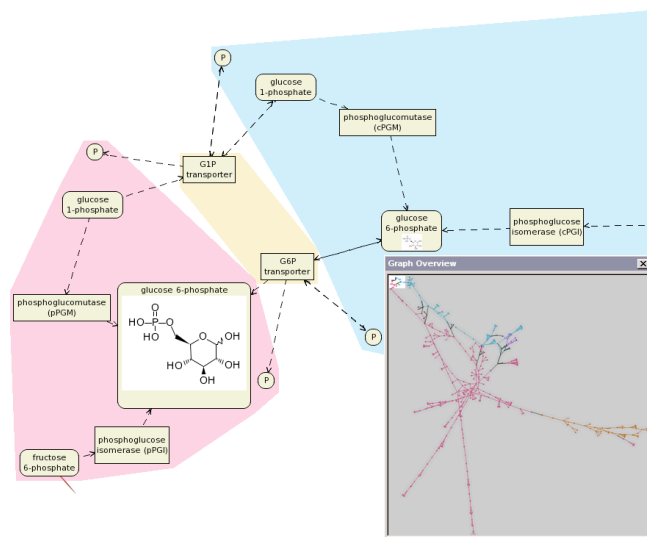 P
glucose
1-phosphate
phosphoglucomutase
(cPGM)
P
G1P
transporter
glucose
1-phosphate
glucose
6-phosphate
phosphoglucose
isomerase (cPGI)
G6P
transporter
Graph Overview
glucose 6-phosphate
phosphoglucomutase
(pPGM)
O
HO P O
HO
O OH
HO OH
OH
P
P
phosphoglucose
isomerase (pPGI)
fructose
6-phosphate